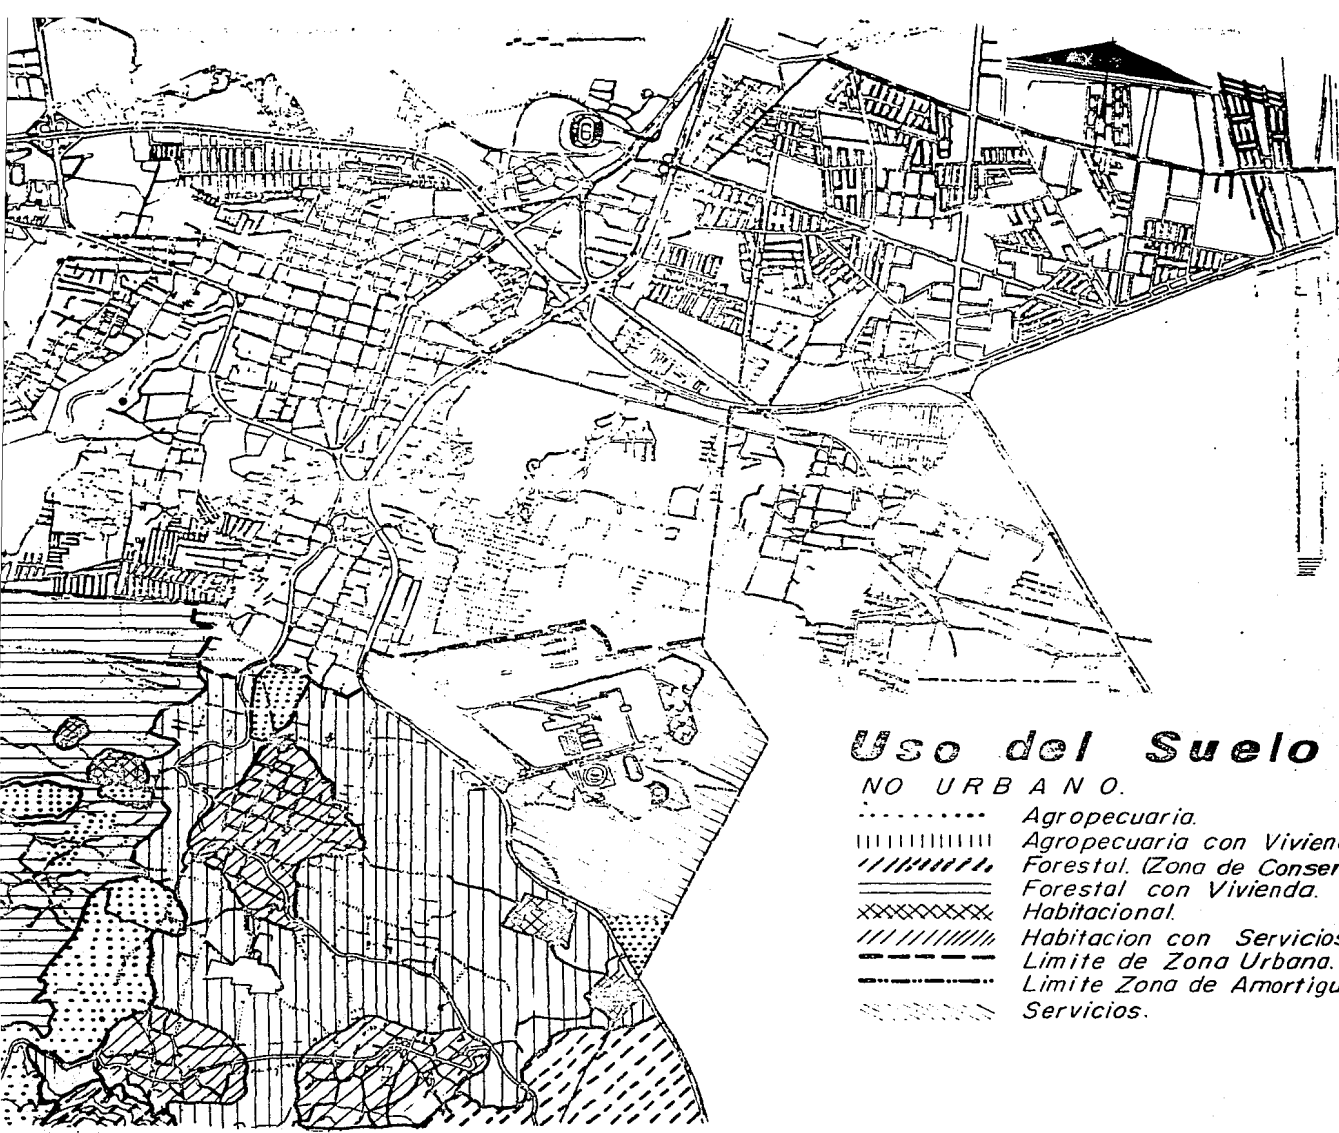 Uso del Suelo
NO URBANO.
Agropecuaria.
Agropecuaria con Vivien
Forestal. (Zona de Conser
Forestal con Vivienda.
Habitacional.
Habitacion con Servicios
Limite de Zona Urbana.
Limite Zona de Amortigu
Servicios.